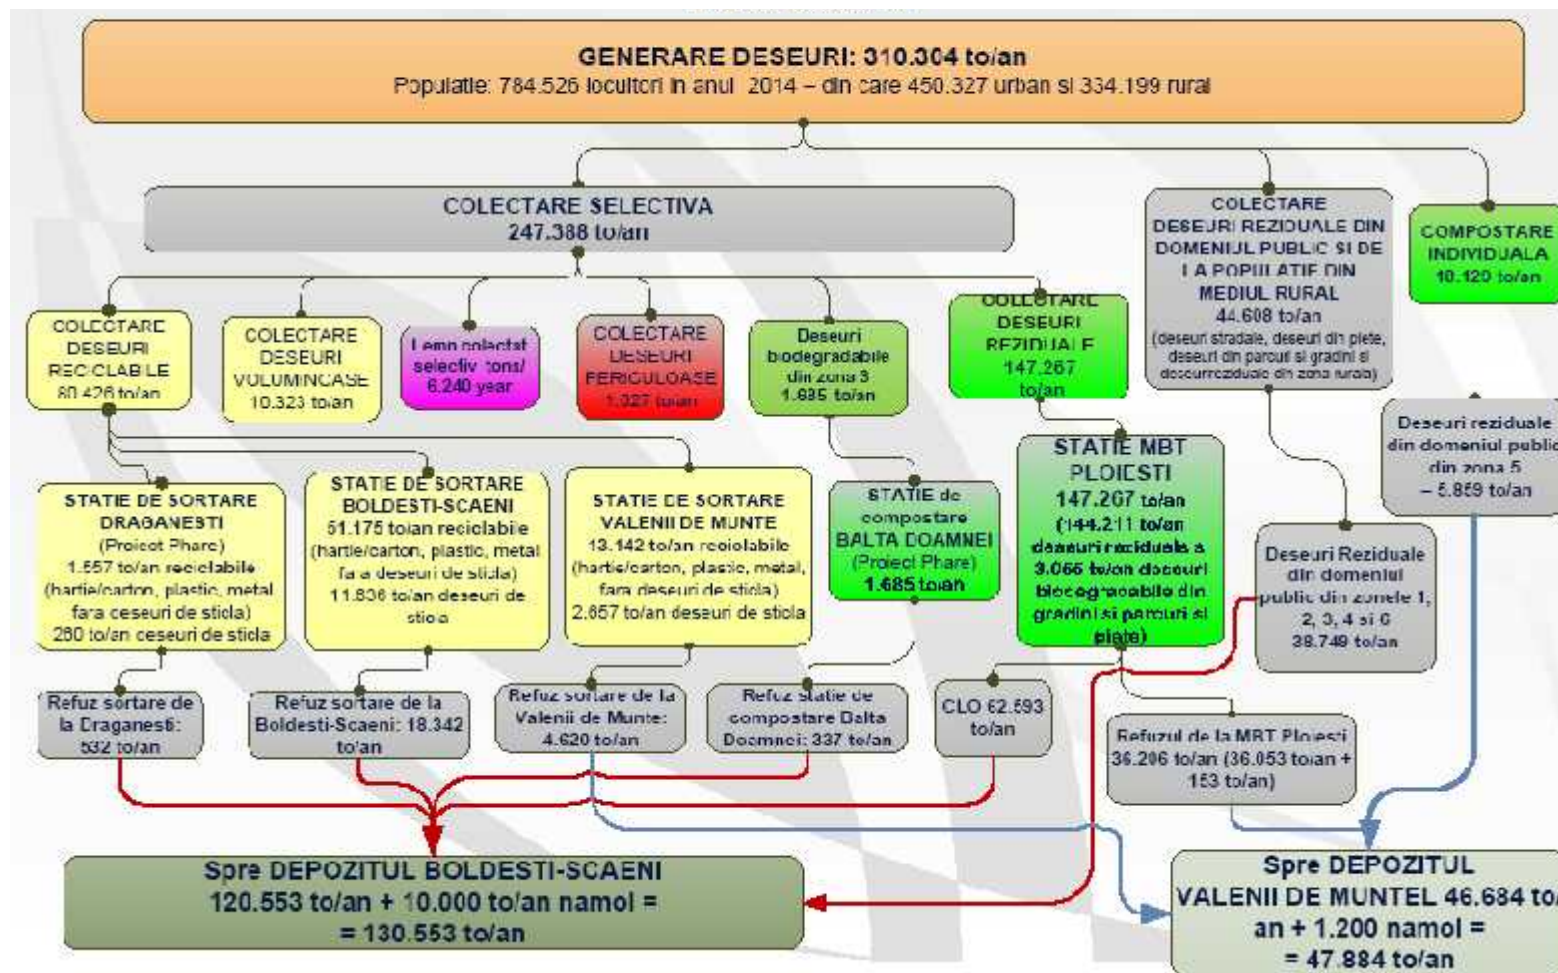 GENERARE DESEURI: 310.304 to/an
Populatie: 784.526 locuitori in anul 2014 – din care 450.327 urban si 334.199 rural
COLECTARE SELECTIVA
247.388 to/an
COLECTARE
DESEURI REZIDUALE DIN
DOMENIUL PUBLIC SI DE
LA POPULATIE DIN
MEDIUL RURAL
44.608 to/an
(deseuri stradale, deseuri din piete,
deseuri din parcuri si gradini si
deseurireziduale din zona rurala)
COMPOSTARE
INDIVIDUALA
to/an
COLECTARE
DESEURI
RECICLABILE
80.426 to/an
COLECTARE
DESEURI
VOLUMINOASE
10.323 to/an
Lemn colectat
selectiv tons/
6.240 year
COLECTARE
DESEURI
PERICULOASE
to/an
Deseuri
biodegradabile
din zona 3
1.685 to/an
COLECTARE
DESEURI
REZIDUALE
147.267
to/an
Deseuri reziduale
din domeniul public
din zona 5
– 5.859 to/an
STATIE DE SORTARE
DRAGANESTI
(Proiect Phare)
1.557 to/an reciclabile
(hartie/carton, plastic, metal
fara deseuri de sticla)
260 to/an deseuri de sticla
STATIE DE SORTARE
BOLDESTI-SCAENI
51.175 to/an reciclabile
(hartie/carton, plastic, metal
fara deseuri de sticla)
to/an deseuri de
sticla
STATIE DE SORTARE
VALENII DE MUNTE
13.142 to/an reciclabile
(hartie/carton, plastic, metal,
fara deseuri de sticla)
2.657 to/an deseuri de sticla
STATIE de
compostare
BALTA DOAMNEI
(Proiect Phare)
1.685 to/an
STATIE MBT
PLOIESTI
147.267 to/an
(144.211 to/an
deseuri reziduale
to/an deseuri
biodegradabile din
gradini si parcuri si
piete)
Deseuri Reziduale
din domeniul
public din zonele 1,
2, 3, 4 si 6
38.749 to/an
Refuz sortare de
la Draganesti:
532 to/an
Refuz sortare de la
Boldesti-Scaeni: 18.342
to/an
Refuz sortare de la
Valenii de Munte:
4.620 to/an
Refuz statie de
compostare Balta
Doamnei: 337 to/an
CLO 62.593
to/an
Refuzul de la MBT Ploiesti
36.206 to/an (36.053 to/an +
153 to/an)
Spre DEPOZITUL BOLDESTI-SCAENI
120.553 to/an + 10.000 to/an namol =
= 130.553 to/an
Spre DEPOZITUL
VALENII DE MUNTEL 46.684 to/
an + 1.200 namol =
= 47.884 to/an